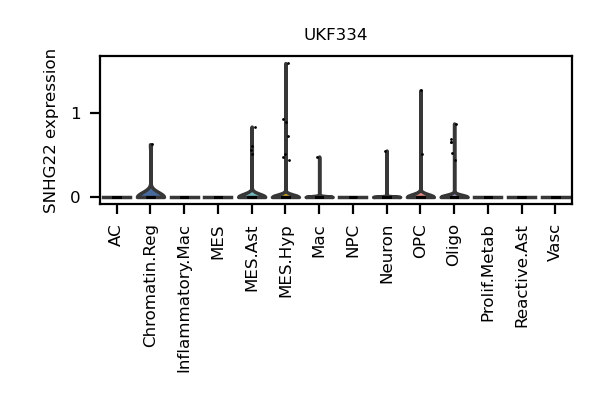 UKF334
SNHG22 expression
1
0
AC
Chromatin.Reg
Inflammatory.Mac
MES
MES.Ast
MES.Hyp
Mac
NPC
Neuron
OPC
Oligo
Prolif.Metab
Reactive.Ast
Vasc